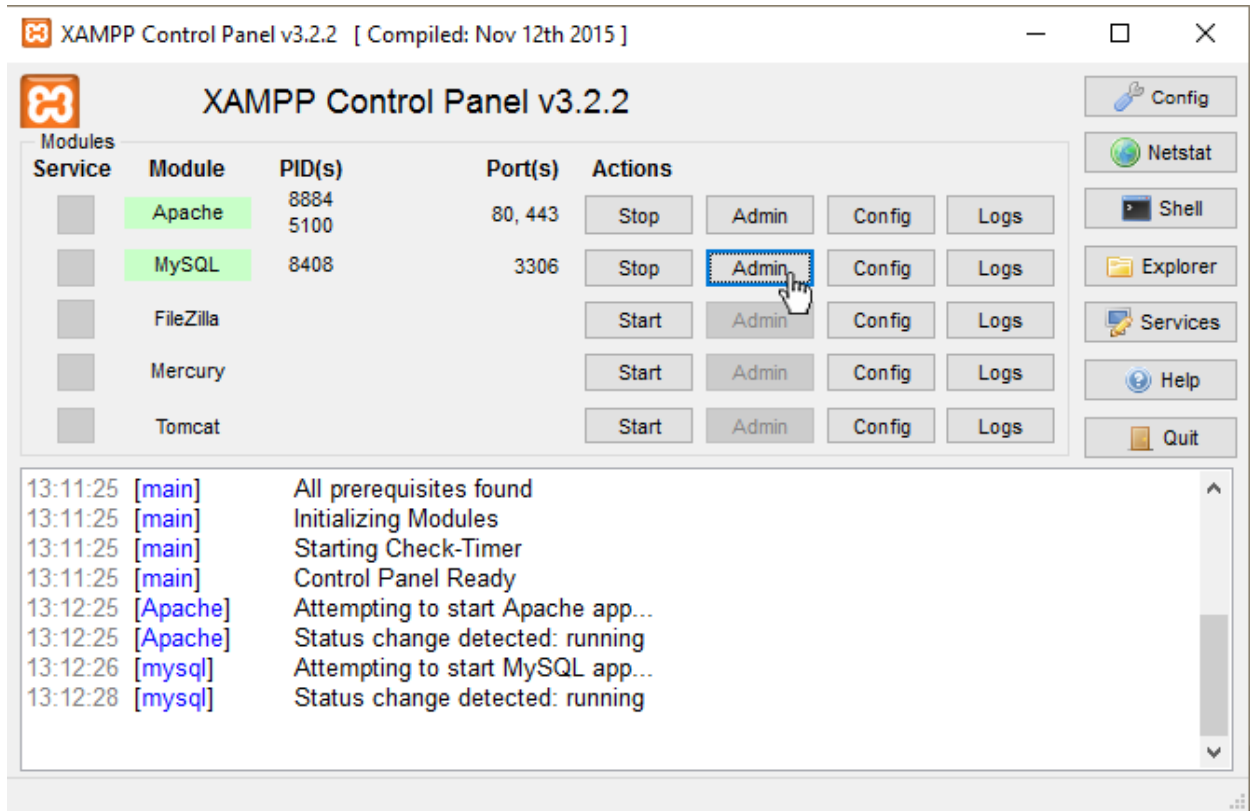 XAMPP Control Panel v3.2.2 [ Compiled: Nov 12th 2015 ]
XAMPP Control Panel v3.2.2
Config
Modules
Netstat
Service Module PID(s) Port(s) Actions
Apache 8884 80, 443 Stop Admin Config Logs
5100
Shell
MySQL 8408 3306 Stop Admin Config Logs
Explorer
FileZilla Start Admin Config Logs
Services
Mercury Start Admin Config Logs
Help
Tomcat Start Admin Config Logs
Quit
13:11:25 [main] All prerequisites found
13:11:25 [main] Initializing Modules
13:11:25 [main] Starting Check-Timer
13:11:25 [main] Control Panel Ready
13:12:25 [Apache] Attempting to start Apache app...
13:12:25 [Apache] Status change detected: running
13:12:26 [mysql] Attempting to start MySQL app...
13:12:28 [mysql] Status change detected: running